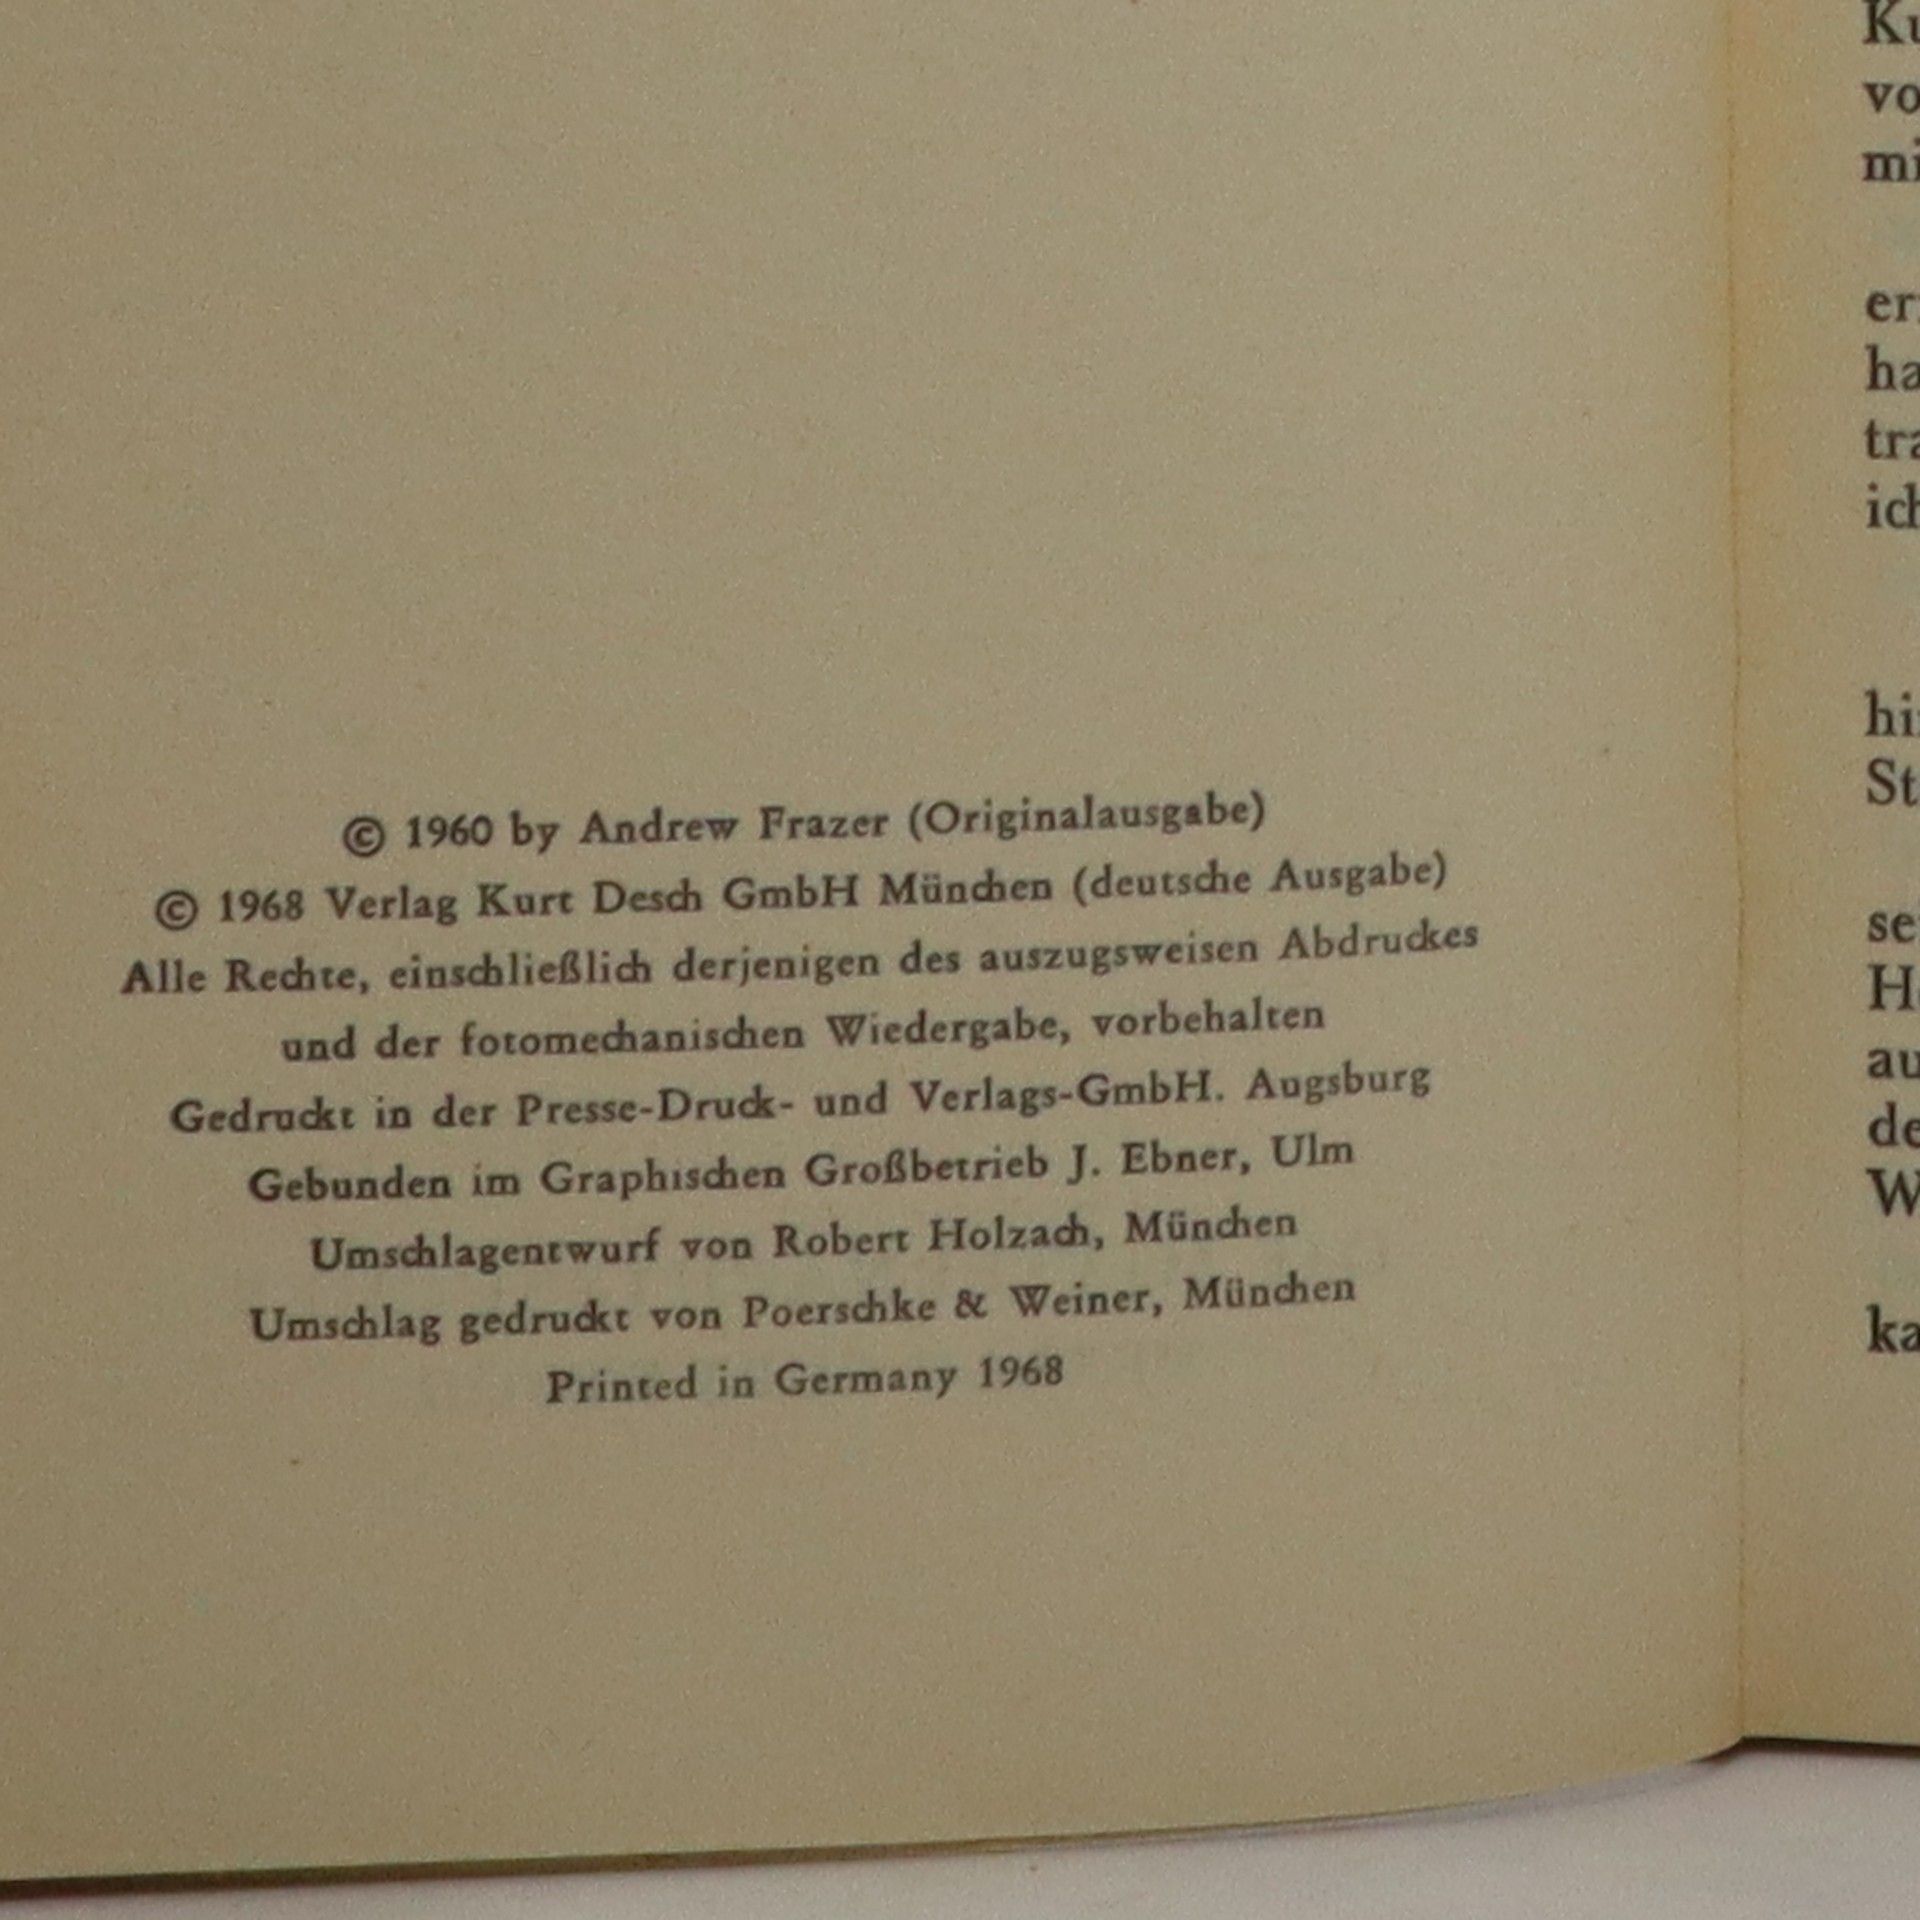 © 1960 by Andrew Frazer (Originalausgabe)
© 1968 Verlag Kurt Desch GmbH München (deutsche Ausgabe)
Alle Rechte, einschließlich derjenigen des auszugsweisen Abdruckes
und der fotomechanischen Wiedergabe, vorbehalten
Gedruckt in der Presse-Druck- und Verlags-GmbH. Augsburg
Gebunden im Graphischen Großbetrieb J. Ebner, Ulm
Umschlagentwurf von Robert Holzach, München
Umschlag gedruckt von Poerschke & Weiner, München
Printed in Germany 1968